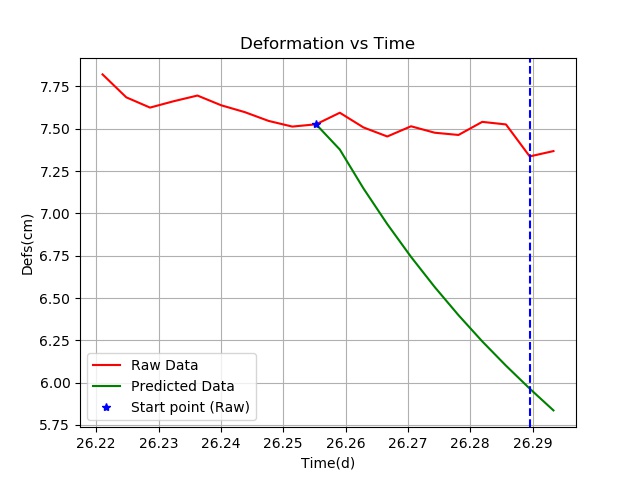 Deformation vs Time
Defs(cm)
7.75
7.50
7.25
7.00
6.75
6.50
6.25
6.00
5.75
Raw Data
Predicted Data
Start point (Raw)
26.22 26.23 26.24 26.25 26.26 26.27 26.28 26.29
Time(d)